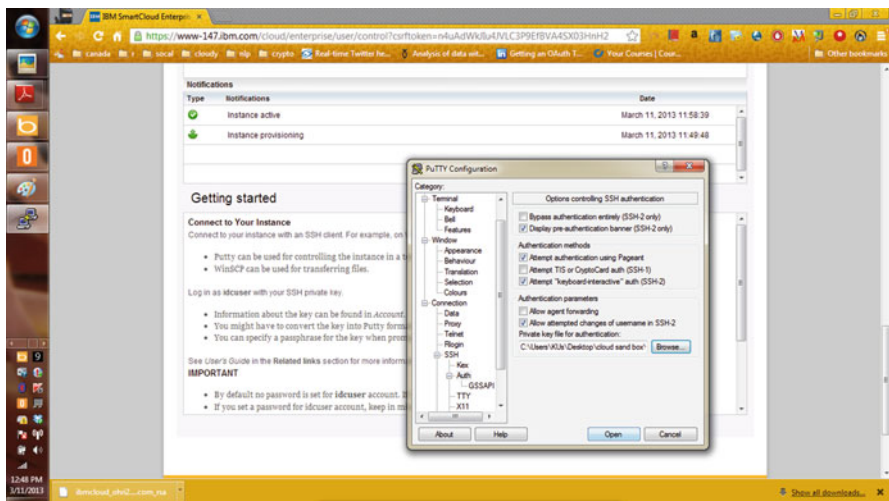 IBM SmartCloud Enterpris
https://www-147.ibm.com/cloud/enterprise/user/control?
canada
r
social
cloudy
nlp
crypto
Real-time Twitter he...
Analysis of data wit...
Getting an OAuth T...
Your Courses | Cour...
Other bookmarks
Notifications
Type Notifications Date
Instance active March 11, 2013 11:58:39
Instance provisioning March 11, 2013 11:49:48
Getting started
Connect to Your Instance
Connect to your instance with an SSH client. For example, on
Putty can be used for controlling the instance in a
WinSCP can be used for transferring files.
Log in as idcuser with your SSH private key.
Information about the key can be found in Account.
You might have to convert the key into Putty form
You can specify a passphrase for the key when pro
See User's Guide in the Related links section for more inform
IMPORTANT
By default no password is set for idcuser account.
If you set a password for idcuser account, keep in
PuTTY Configuration
Category:
Terminal
Keyboard
Bell
Features
Window
Appearance
Behaviour
Translation
Selection
Colours
Connection
Data
Proxy
Telnet
Rlogin
SSH
Kex
Auth
GSSAPI
TTY
X11
Options controlling SSH authentication
Bypass authentication entirely (SSH-2 only)
Display pre-authentication banner (SSH-2 only)
Authentication methods
Attempt authentication using Pageant
Attempt TIS or CryptoCard auth (SSH-1)
Attempt "keyboard-interactive" auth (SSH-2)
Authentication parameters
Allow agent forwarding
Allow attempted changes of username in SSH-2
Private key file for authentication:
C:\Users\KUs\Desktop\cloud sand box\
Browse...
About
Help
Open
Cancel
12:48 PM
3/11/2013
Show all downloads...